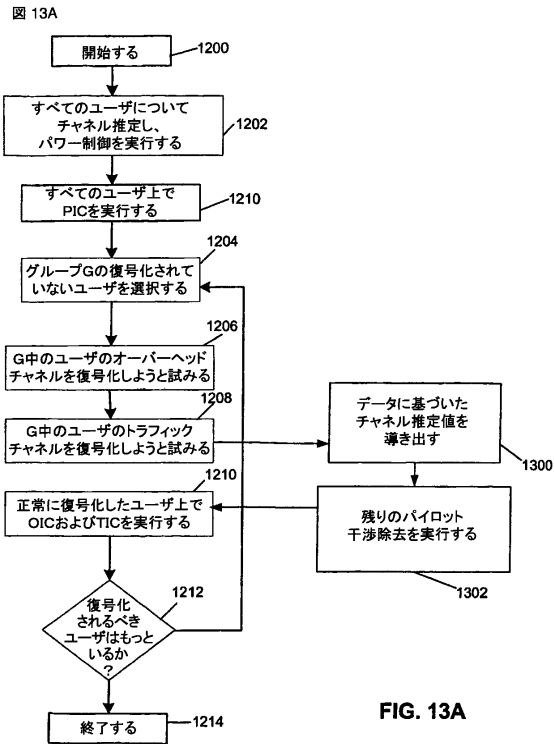 図 13A
開始する
1200
すべてのユーザについて
チャネル推定し、
パワー制御を実行する
1202
すべてのユーザ上で
PICを実行する
1210
1204
グループGの復号化されて
いないユーザを選択する
1206
G中のユーザのオーバーヘッド
チャネルを復号化しようと試みる
1208
G中のユーザのトラフィック
チャネルを復号化しようと試みる
データに基づいた
チャネル推定値を
導き出す
1300
1210
正常に復号化したユーザ上で
OICおよびTICを実行する
残りのパイロット
干渉除去を実行する
1302
1212
復号化
されるべき
ユーザはもっと
いるか
?
終了する
1214
FIG. 13A